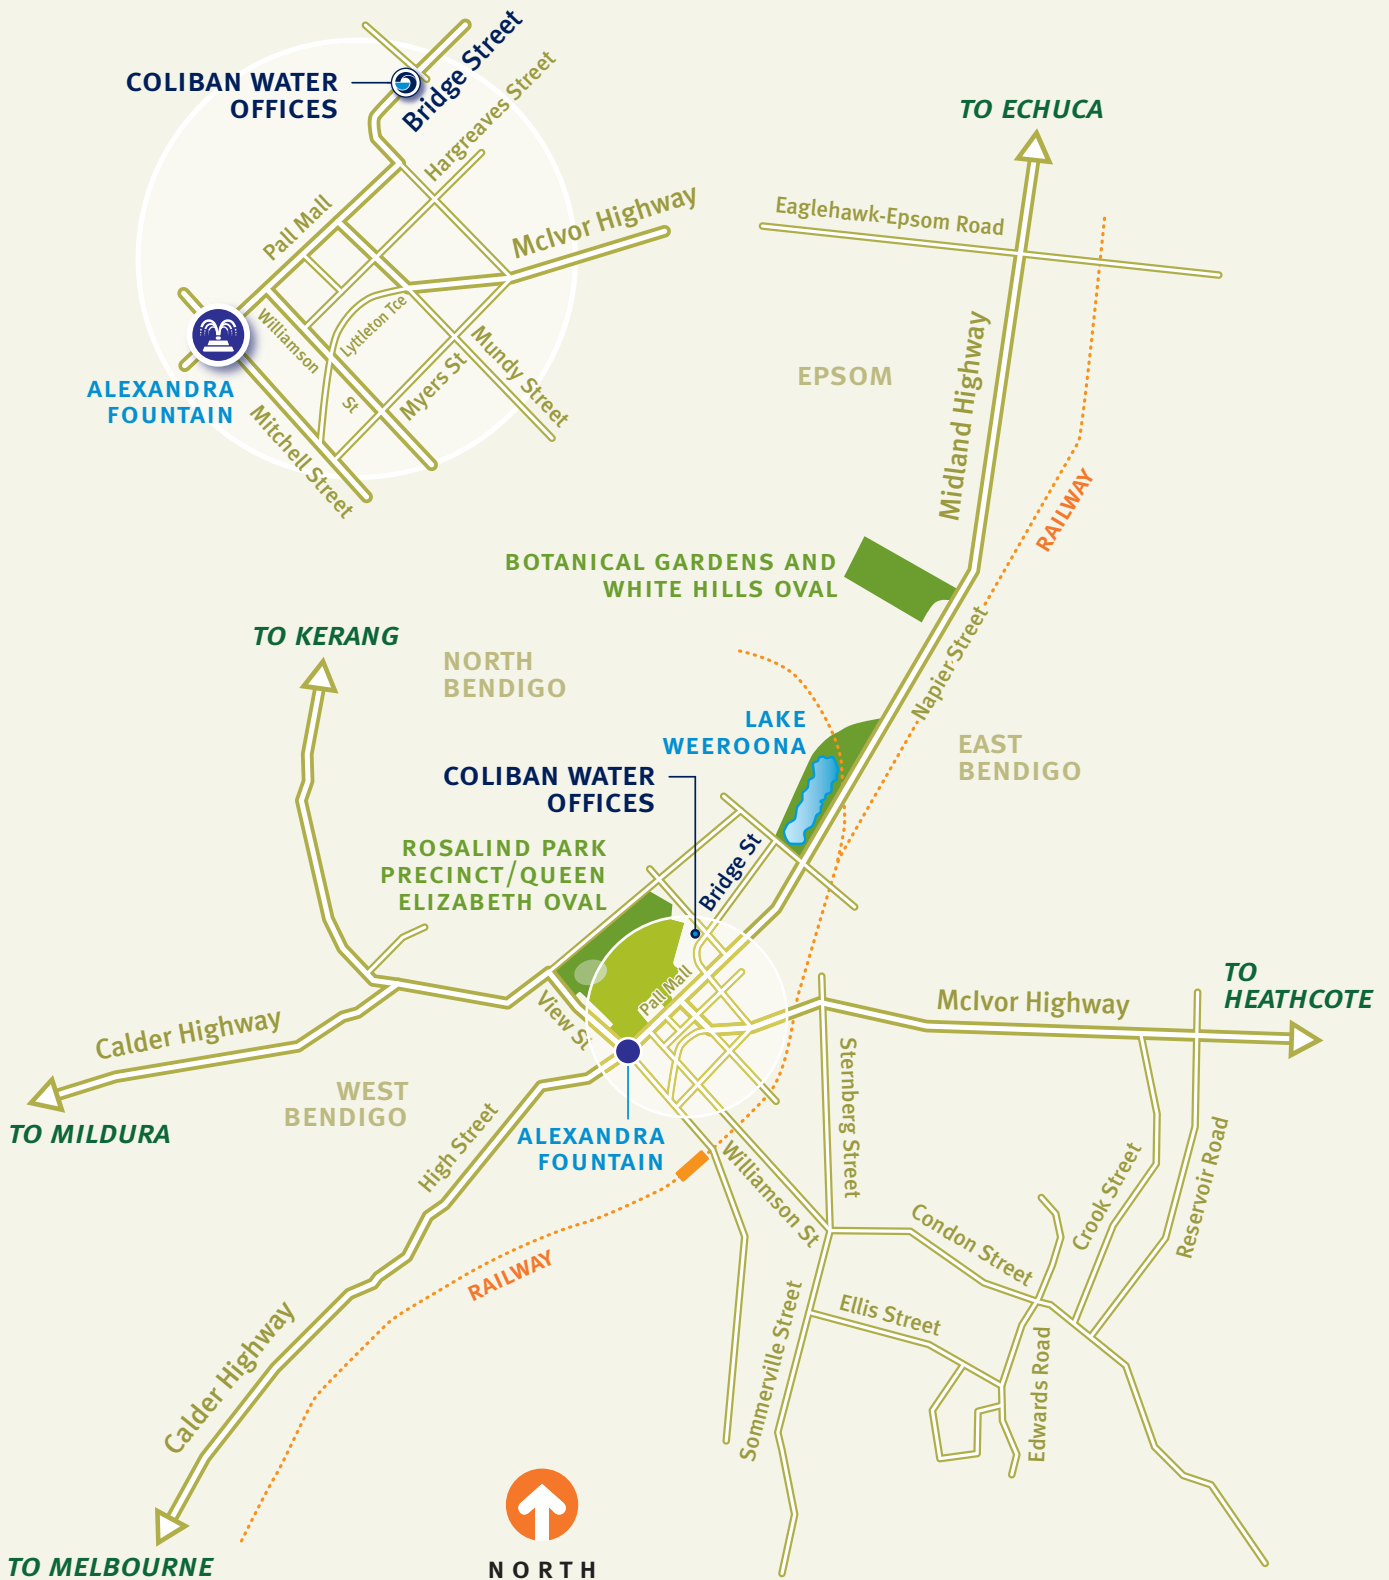 COLIBAN WATER
OFFICES
Bridge Street
Hargreaves Street
Pall Mall
McIvor Highway
Williamson
St
Lyttleton Tce
Myers St
Mundy Street
Mitchell Street
ALEXANDRA
FOUNTAIN
TO ECHUCA
Eaglehawk-Epsom Road
EPSOM
Midland Highway
RAILWAY
BOTANICAL GARDENS AND
WHITE HILLS OVAL
Napier Street
TO KERANG
NORTH
BENDIGO
LAKE
WEEROONA
EAST
BENDIGO
COLIBAN WATER
OFFICES
ROSALIND PARK
PRECINCT/QUEEN
ELIZABETH OVAL
Bridge St
Pall Mall
View St
TO
HEATHCOTE
McIvor Highway
Calder Highway
TO MILDURA
WEST
BENDIGO
High Street
ALEXANDRA
FOUNTAIN
Williamson St
Sternberg Street
Condon Street
Crook Street
Reservoir Road
RAILWAY
Ellis Street
Sommerville Street
Edwards Road
Calder Highway
TO MELBOURNE
NORTH